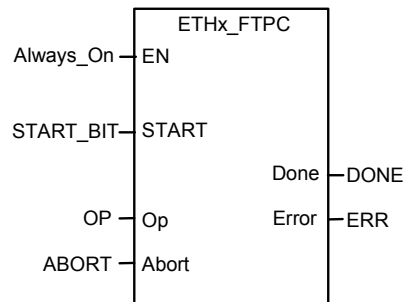 ETHx_FTPC
Always_On EN
START_BIT START
Done DONE
OP Op Error ERR
ABORT Abort